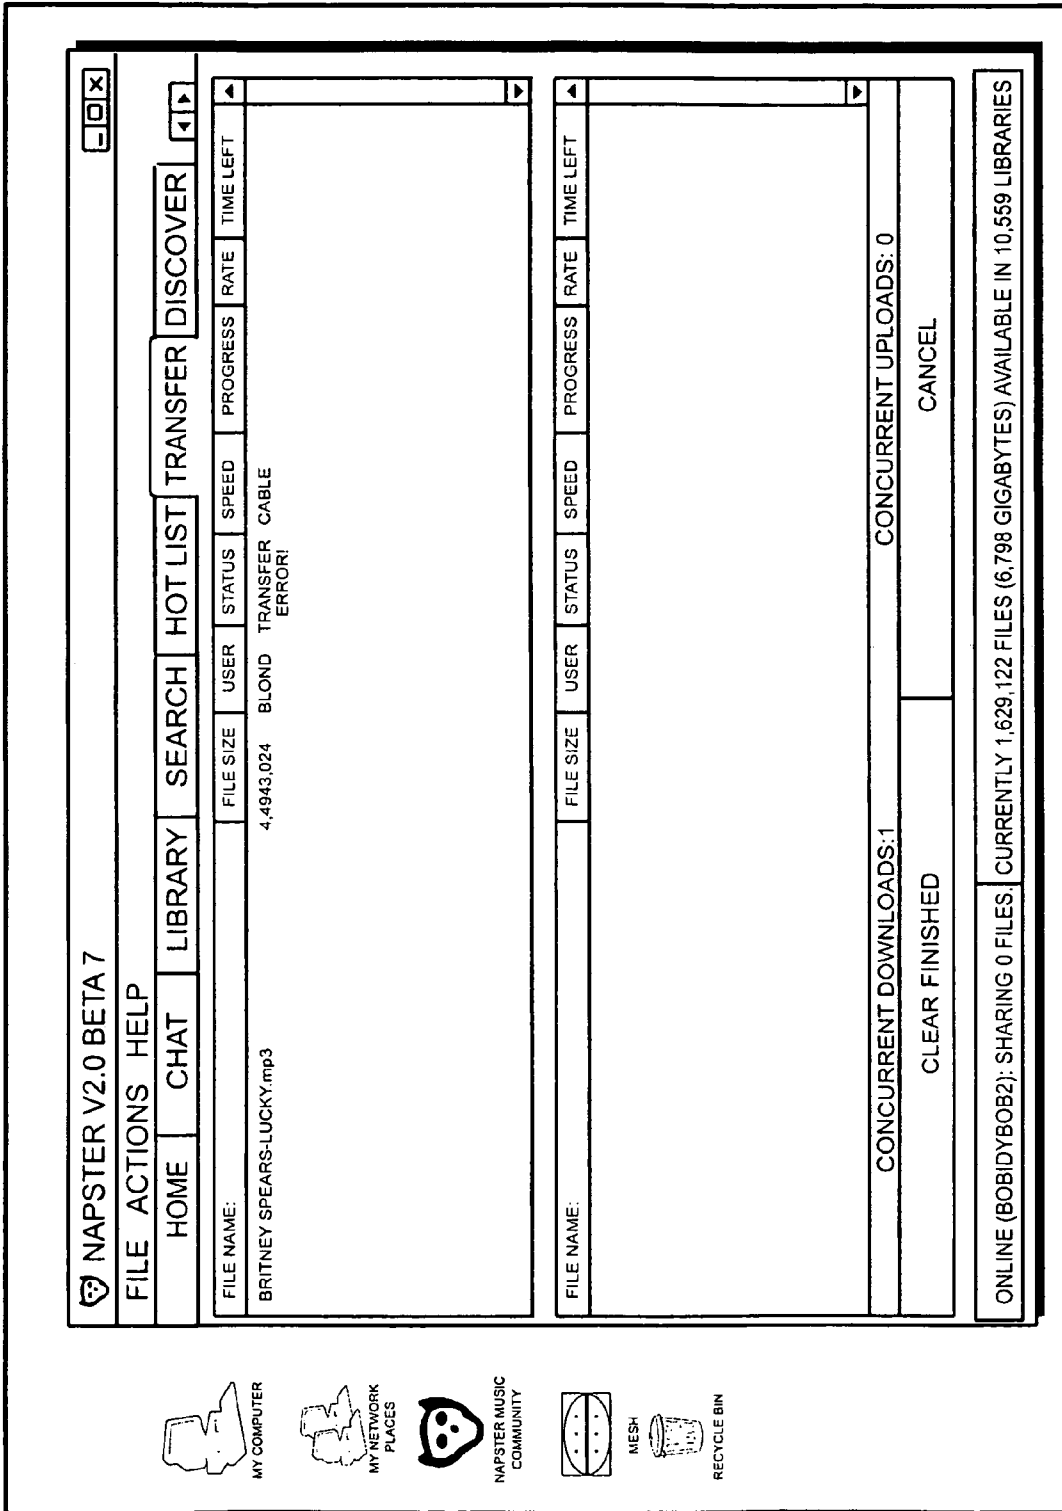 NAPSTER V2.0 BETA 7
FILE ACTIONS HELP
HOME CHAT LIBRARY SEARCH HOT LIST TRANSFER DISCOVER
FILE NAME: FILE SIZE USER STATUS SPEED PROGRESS RATE TIME LEFT
BRITNEY SPEARS-LUCKY.mp3 4,4943,024 BLOND TRANSFER CABLE
ERROR!
FILE NAME: FILE SIZE USER STATUS SPEED PROGRESS RATE TIME LEFT
CONCURRENT DOWNLOADS:1 CONCURRENT UPLOADS: 0
CLEAR FINISHED CANCEL
ONLINE (BOBIDYBOB2): SHARING 0 FILES. CURRENTLY 1,629,122 FILES (6,798 GIGABYTES) AVAILABLE IN 10,559 LIBRARIES
MY COMPUTER
MY NETWORK
PLACES
NAPSTER MUSIC
COMMUNITY
MESH
RECYCLE BIN